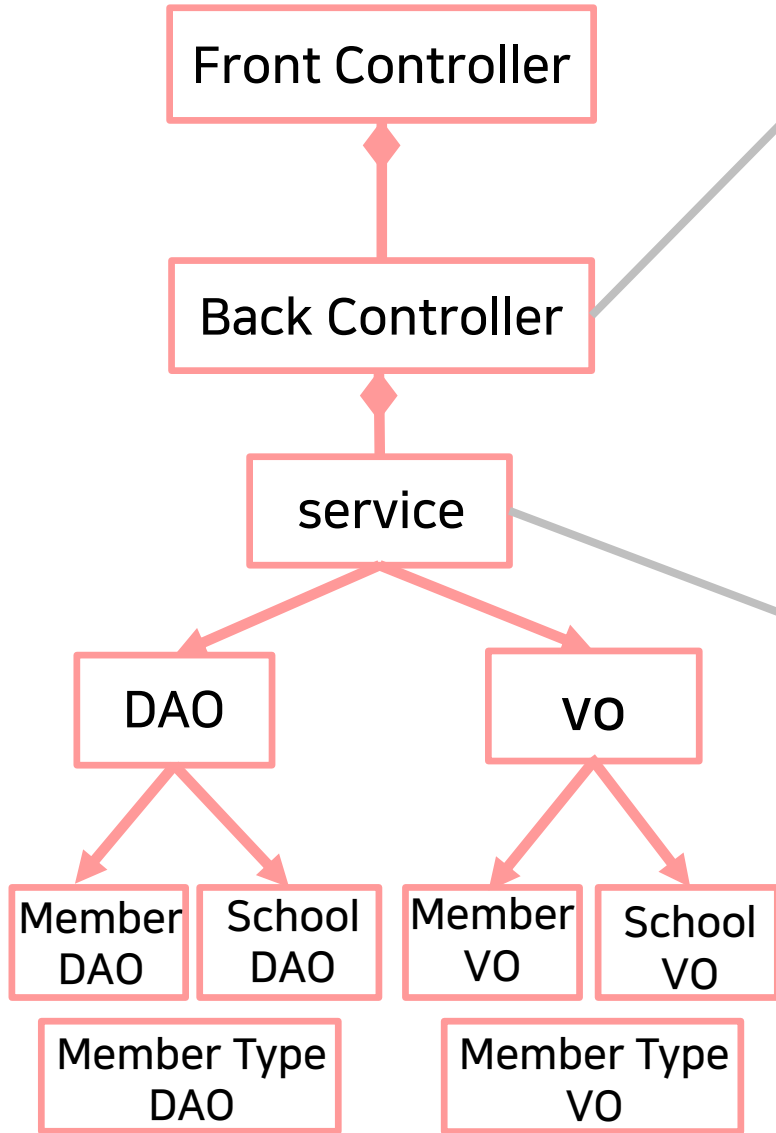 Front Controller
Back Controller
service
DAO
vo
Member
DAO
School
DAO
Member
VO
School
VO
Member Type
DAO
Member Type
VO